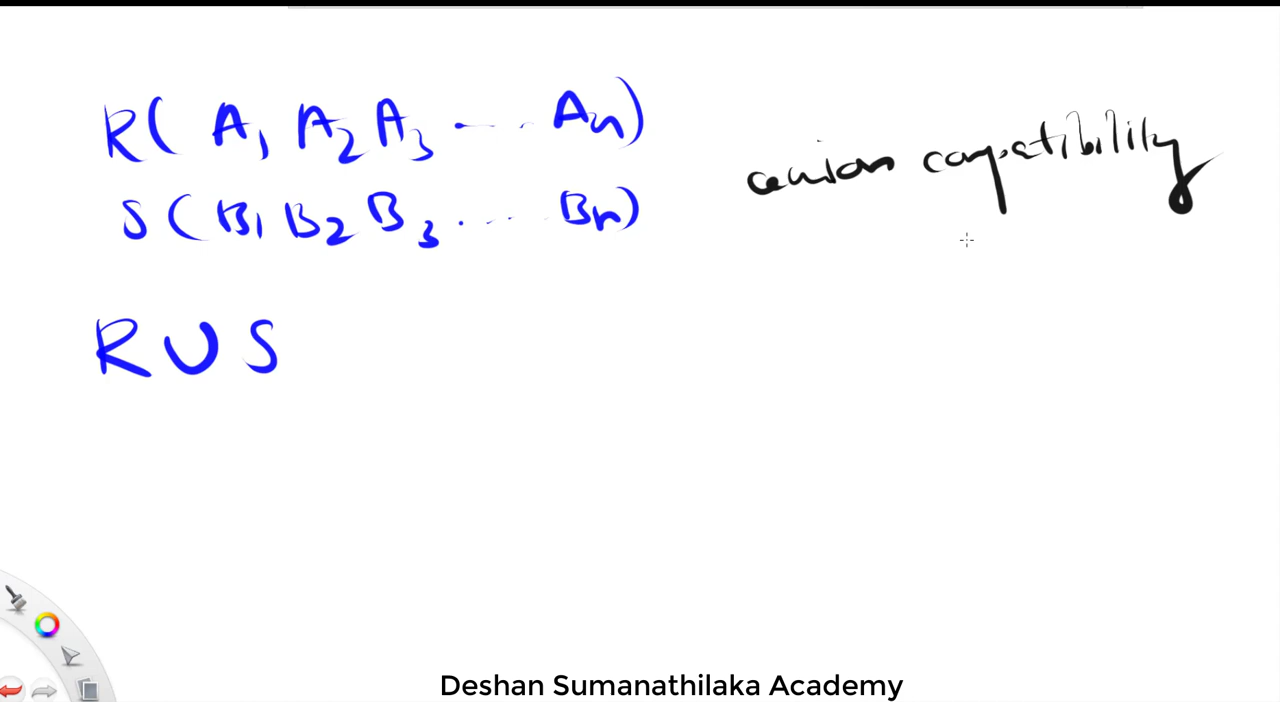 R( A1 A2 A3 ... An)
S( B1 B2 B3 .... Bn)
union compatibility
R U S
Deshan Sumanathilaka Academy